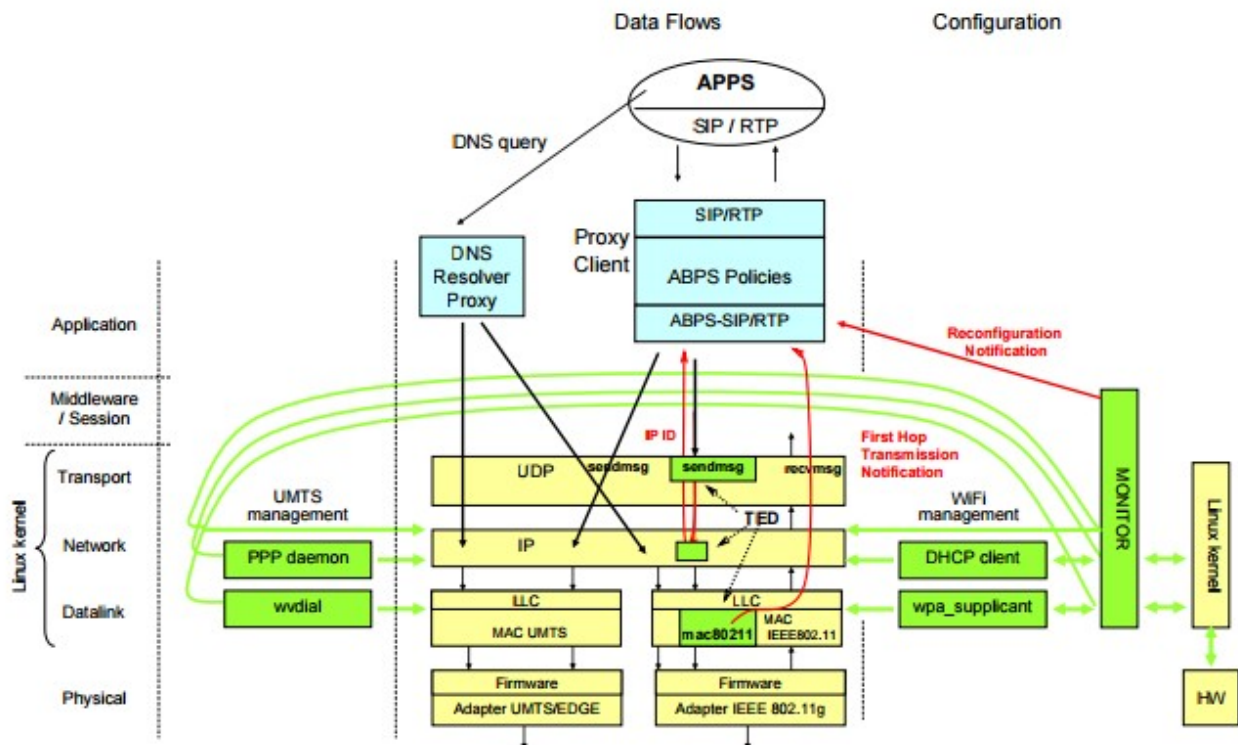 Data Flows
Configuration
APPS
SIP / RTP
DNS query
SIP/RTP
Proxy
Client
ABPS Policies
ABPS-SIP/RTP
DNS
Resolver
Proxy
Application
Reconfiguration
Notification
Middleware
/ Session
IP ID
First Hop
Transmission
Notification
Linux kernel
Transport
UDP
sendmsg
sendmsg
recvmsg
UMTS
management
TIED
WiFi
management
MONITOR
Linux kernel
Network
PPP daemon
IP
DHCP client
Datalink
wvdial
LLC
MAC UMTS
LLC
mac80211
MAC
IEEE802.11
wpa_supplicant
Physical
Firmware
Adapter UMTS/EDGE
Firmware
Adapter IEEE 802.11g
HW